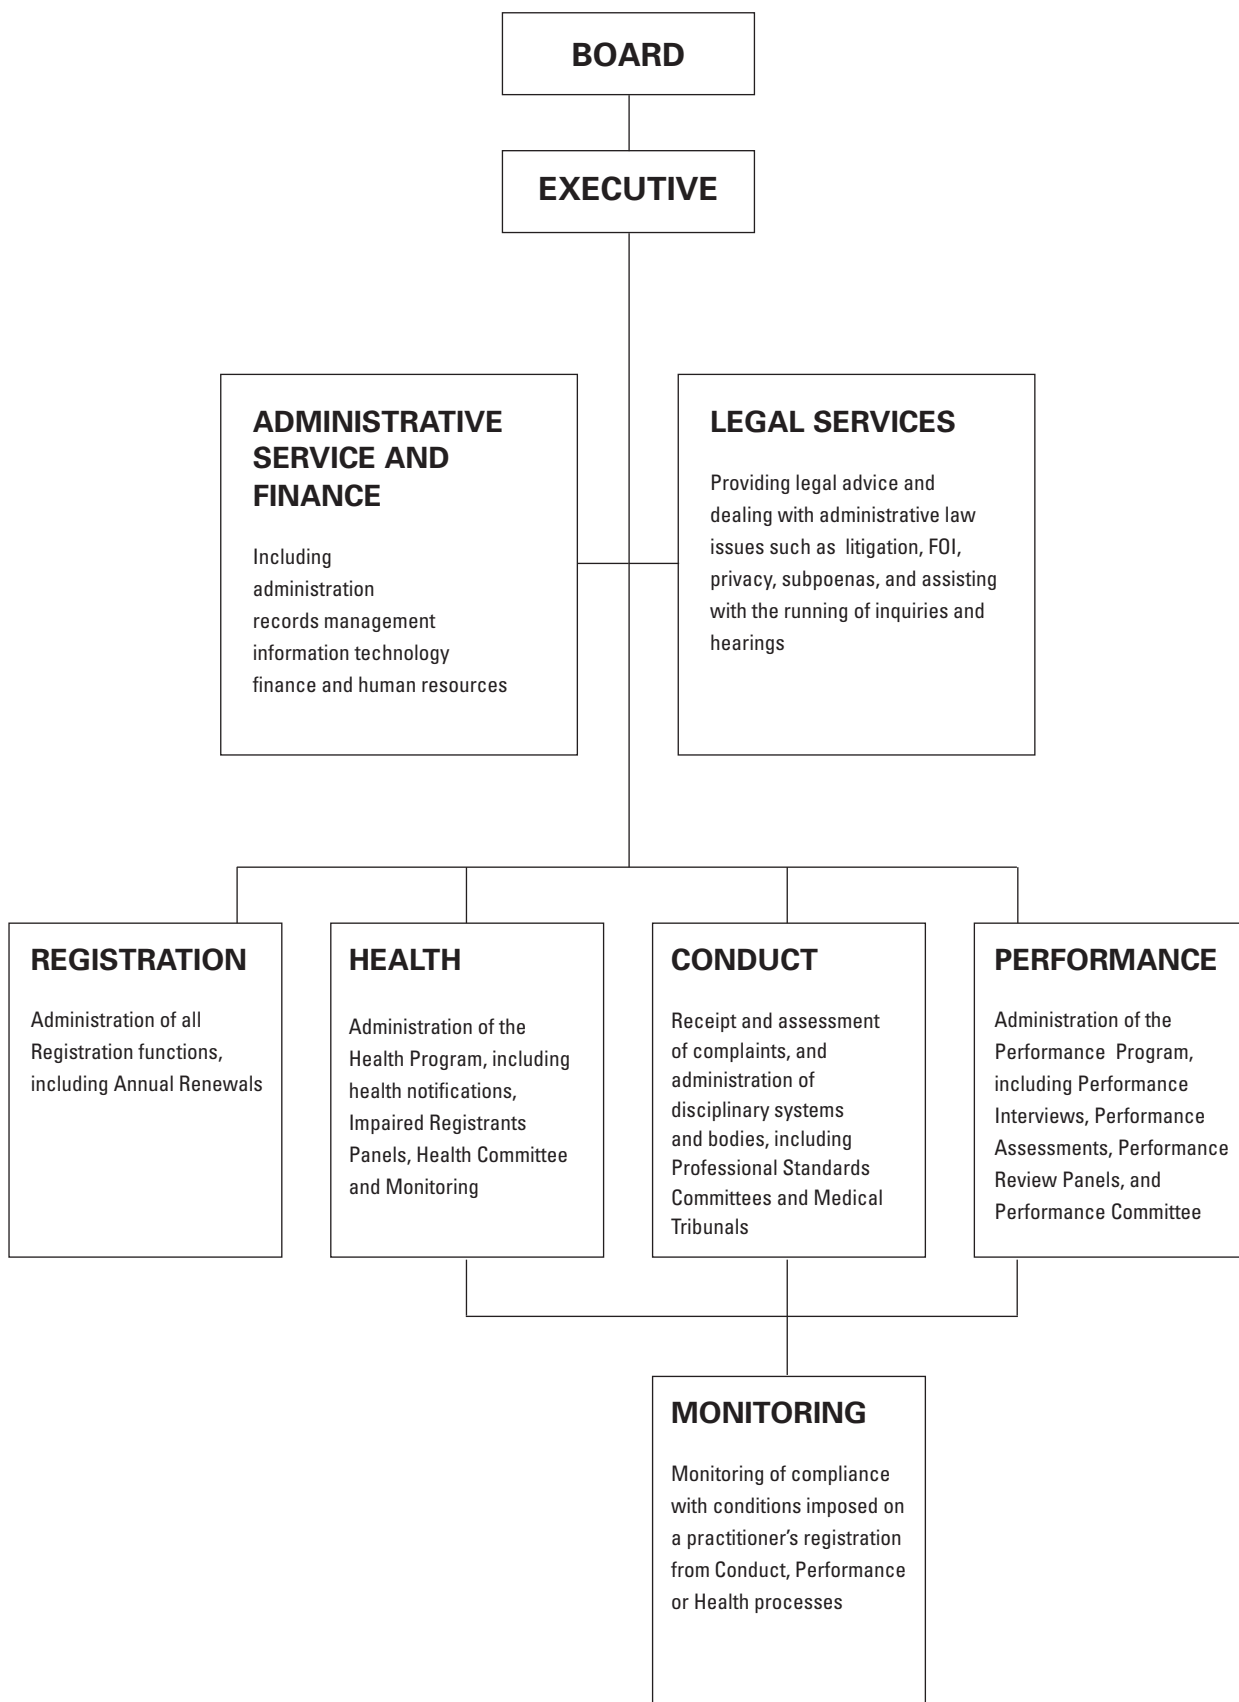 BOARD
EXECUTIVE
ADMINISTRATIVE
SERVICE AND
FINANCE
Including
administration
records management
information technology
finance and human resources
LEGAL SERVICES
Providing legal advice and
dealing with administrative law
issues such as litigation, FOI,
privacy, subpoenas, and assisting
with the running of inquiries and
hearings
REGISTRATION
Administration of all
Registration functions,
including Annual Renewals
HEALTH
Administration of the
Health Program, including
health notifications,
Impaired Registrants
Panels, Health Committee
and Monitoring
CONDUCT
Receipt and assessment
of complaints, and
administration of
disciplinary systems
and bodies, including
Professional Standards
Committees and Medical
Tribunals
PERFORMANCE
Administration of the
Performance Program,
including Performance
Interviews, Performance
Assessments, Performance
Review Panels, and
Performance Committee
MONITORING
Monitoring of compliance
with conditions imposed on
a practitioner’s registration
from Conduct, Performance
or Health processes